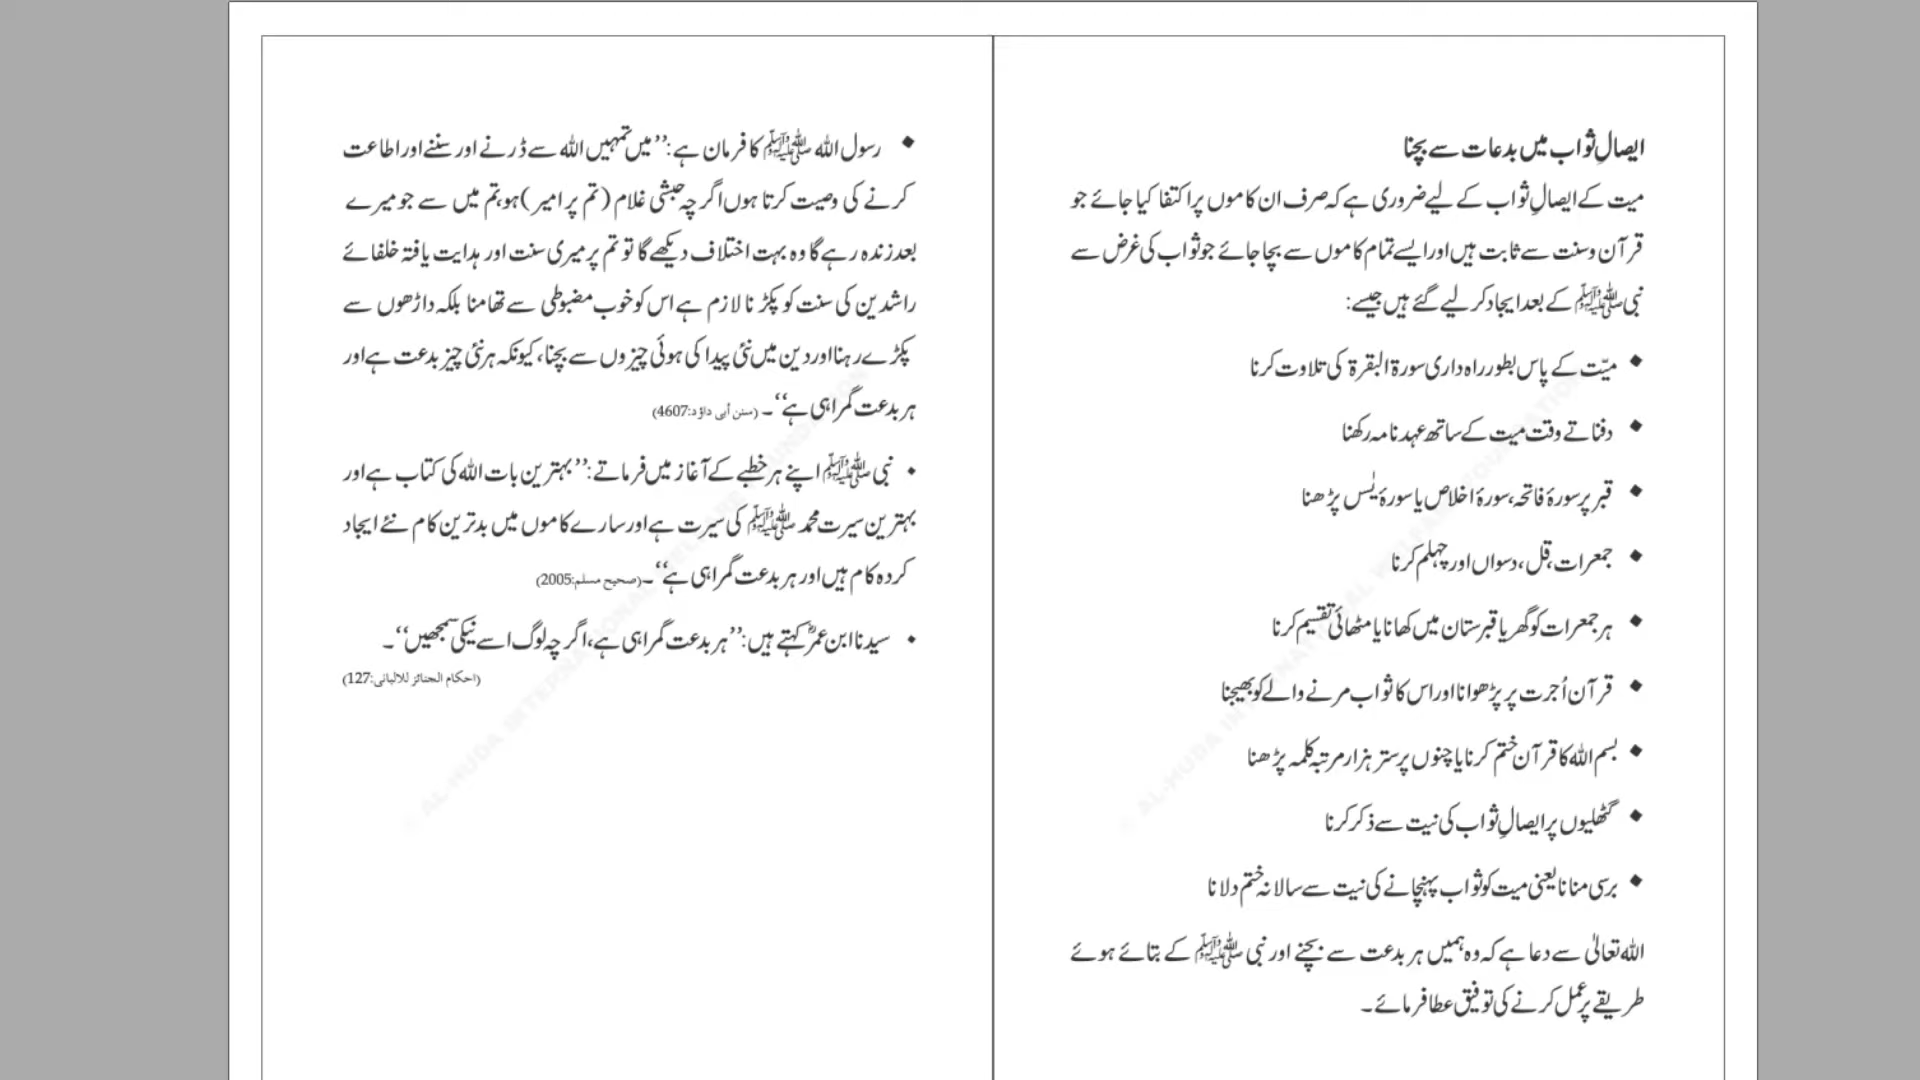 ایصالِ ثواب میں بدعات سے بچنا
میت کے ایصالِ ثواب کے لیے ضروری ہے کہ صرف ان کاموں پر اکتفا کیا جائے جو
قرآن وسنت سے ثابت ہیں اور ایسے تمام کاموں سے بچا جائے جو ثواب کی غرض سے
نبی ﷺ کے بعد ایجاد کر لیے گئے ہیں جیسے:
◆ میّت کے پاس بطور راہ داری سورۃ البقرۃ کی تلاوت کرنا
◆ دفناتے وقت میت کے ساتھ عہد نامہ رکھنا
◆ قبر پر سورۂ فاتحہ، سورۂ اخلاص یا سورۂ یٰس پڑھنا
◆ جمعرات، قل، دسواں اور چہلم کرنا
◆ ہر جمعرات کو گھر یا قبرستان میں کھانا یا مٹھائی تقسیم کرنا
◆ قرآن اُجرت پر پڑھوانا اور اس کا ثواب مرنے والے کو بھیجنا
◆ بسم اللہ کا قرآن ختم کرنا یا چنوں پر ستر ہزار مرتبہ کلمہ پڑھنا
◆ گٹھلیوں پر ایصالِ ثواب کی نیت سے ذکر کرنا
◆ برسی منانا یعنی میت کو ثواب پہنچانے کی نیت سے سالانہ ختم دلانا
اللہ تعالیٰ سے دعا ہے کہ وہ ہمیں ہر بدعت سے بچنے اور نبی ﷺ کے بتائے ہوئے
طریقے پر عمل کرنے کی توفیق عطا فرمائے۔
◆ رسول اللہ ﷺ کا فرمان ہے: ’’میں تمہیں اللہ سے ڈرنے اور سننے اور اطاعت
کرنے کی وصیت کرتا ہوں اگرچہ حبشی غلام (تم پر امیر) ہو، تم میں سے جو میرے
بعد زندہ رہے گا وہ بہت اختلاف دیکھے گا تو تم پر میری سنت اور ہدایت یافتہ خلفائے
راشدین کی سنت کو پکڑنا لازم ہے اس کو خوب مضبوطی سے تھامنا بلکہ داڑھوں سے
پکڑے رہنا اور دین میں نئی پیدا کی ہوئی چیزوں سے بچنا، کیونکہ ہر نئی چیز بدعت ہے اور
ہر بدعت گمراہی ہے‘‘۔ (سنن أبی داؤد:4607)
• نبی ﷺ اپنے ہر خطبے کے آغاز میں فرماتے: ’’بہترین بات اللہ کی کتاب ہے اور
بہترین سیرت محمد ﷺ کی سیرت ہے اور سارے کاموں میں بدترین کام نئے ایجاد
کردہ کام ہیں اور ہر بدعت گمراہی ہے‘‘۔ (صحیح مسلم:2005)
• سیدنا ابن عمرؓ کہتے ہیں: ’’ہر بدعت گمراہی ہے، اگرچہ لوگ اسے نیکی سمجھیں‘‘۔
(احکام الجنائز للالبانی:127)
© AL-HUDA INTERNATIONAL WELFARE FOUNDATION
© AL-HUDA INTERNATIONAL WELFARE FOUNDATION